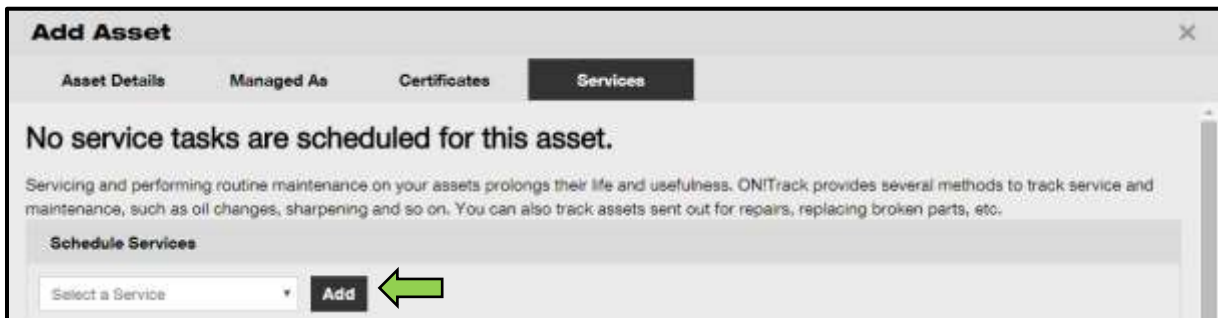 Add Asset
Asset Details Managed As Certificates Services
No service tasks are scheduled for this asset.
Servicing and performing routine maintenance on your assets prolongs their life and usefulness. ON!Track provides several methods to track service and
maintenance, such as oil changes, sharpening and so on. You can also track assets sent out for repairs, replacing broken parts, etc.
Schedule Services
Select a Service Add